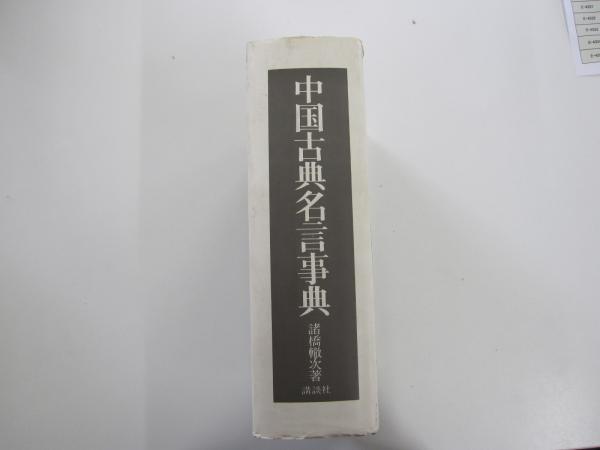 中国古典名言事典
諸橋轍次著
講談社